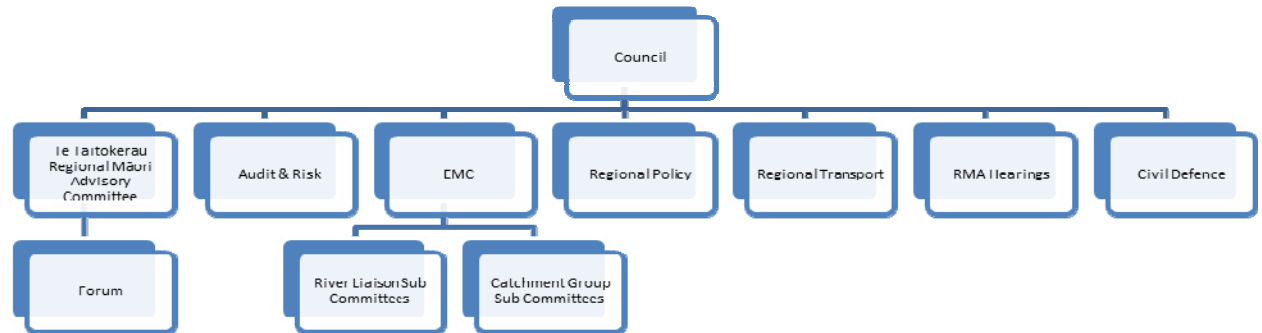 Council
Te Taitokerau
Regional Māori
Advisory
Committee
Audit & Risk
EMC
Regional Policy
Regional Transport
RMA Hearings
Civil Defence
Forum
River Liaison Sub
Committees
Catchment Group
Sub Committees